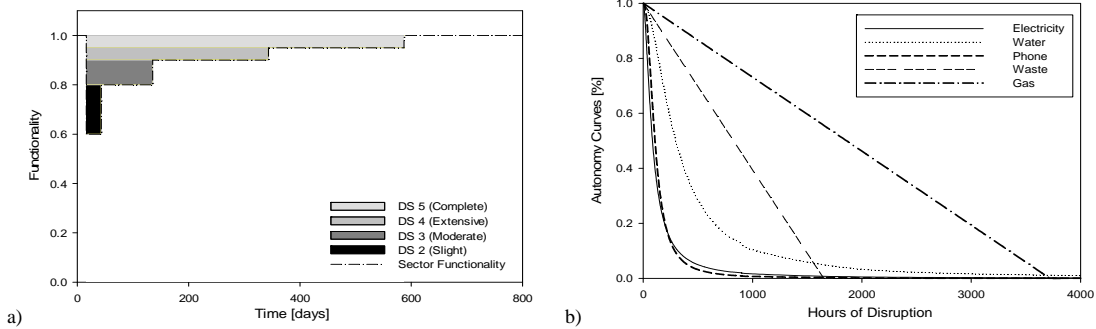 a)
Functionality
1.0
1.0
0.8
0.6
0.4
0.2
1.0
0
200
400
600
800
Time [days]
DS 5 (Complete)
DS 4 (Extensive)
DS 3 (Moderate)
DS 2 (Slight)
Sector Functionality
b)
Autonomy Curves [%]
1.0
0.8
0.6
0.4
0.2
0.0
0
1000
2000
3000
4000
Hours of Disruption
Electricity
Water
Phone
Waste
Gas